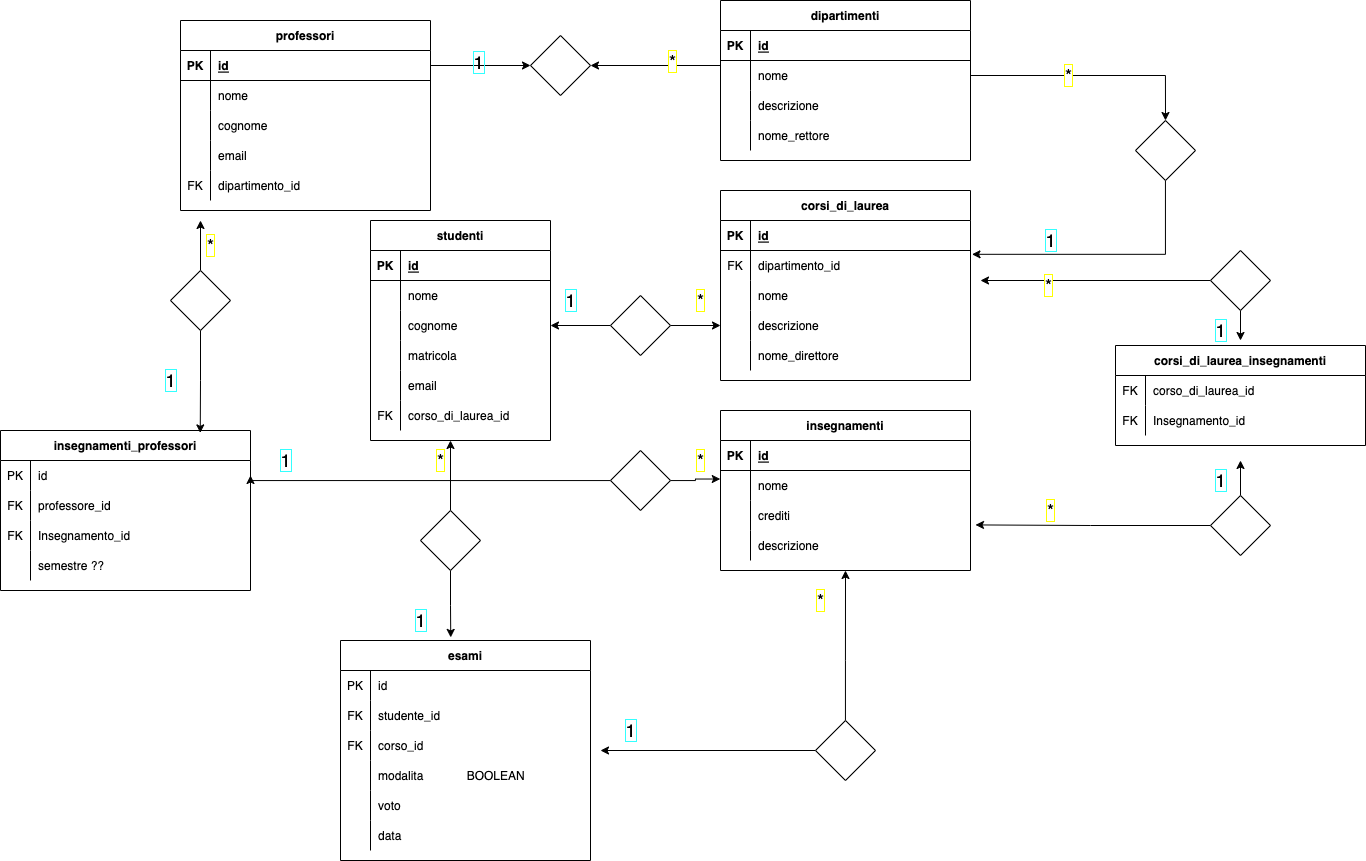 professori
PK id
nome
cognome
email
FK dipartimento_id
1
*
dipartimenti
PK id
nome
descrizione
nome_rettore
*
1
corsi_di_laurea
PK id
FK dipartimento_id
nome
descrizione
nome_direttore
studenti
PK id
nome
cognome
matricola
email
FK corso_di_laurea_id
1
*
*
1
*
1
corsi_di_laurea_insegnamenti
FK corso_di_laurea_id
FK Insegnamento_id
1
*
insegnamenti
PK id
nome
crediti
descrizione
insegnamenti_professori
PK id
FK professore_id
FK Insegnamento_id
semestre ??
1
*
*
1
*
1
esami
PK id
FK studente_id
FK corso_id
modalita BOOLEAN
voto
data